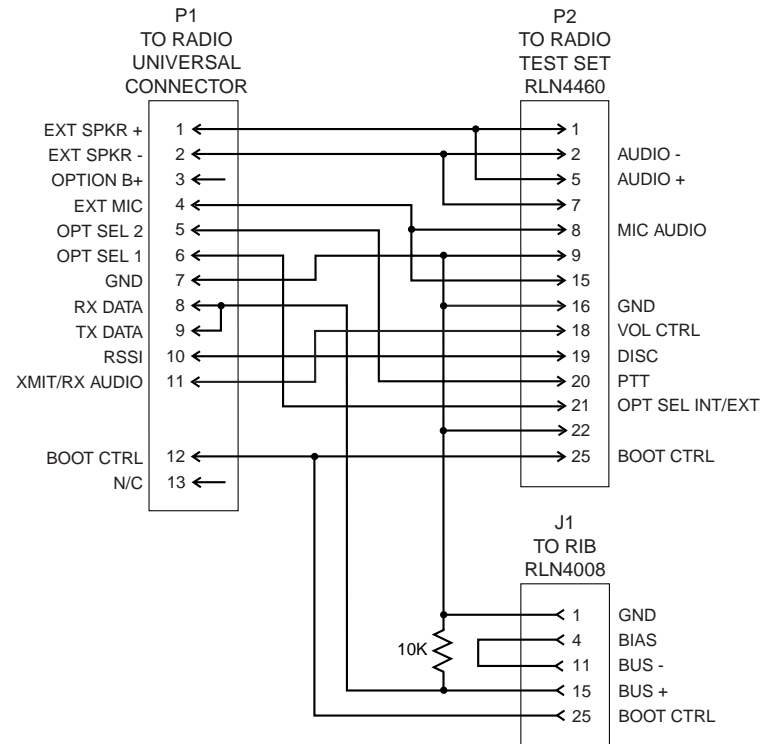 P1
TO RADIO
UNIVERSAL
CONNECTOR
EXT SPKR + 1
EXT SPKR - 2
OPTION B+ 3
EXT MIC 4
OPT SEL 2 5
OPT SEL 1 6
GND 7
RX DATA 8
TX DATA 9
RSSI 10
XMIT/RX AUDIO 11
BOOT CTRL 12
N/C 13
P2
TO RADIO
TEST SET
RLN4460
1
2 AUDIO -
5 AUDIO +
7
8 MIC AUDIO
9
15
16 GND
18 VOL CTRL
19 DISC
20 PTT
21 OPT SEL INT/EXT
22
25 BOOT CTRL
J1
TO RIB
RLN4008
1 GND
4 BIAS
11 BUS -
15 BUS +
25 BOOT CTRL
10K